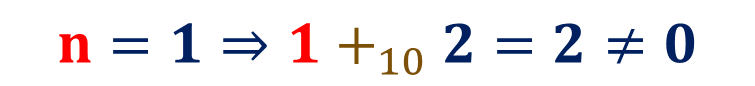 n = 1 ⇒ 1 +₁₀ 2 = 2 ≠ 0